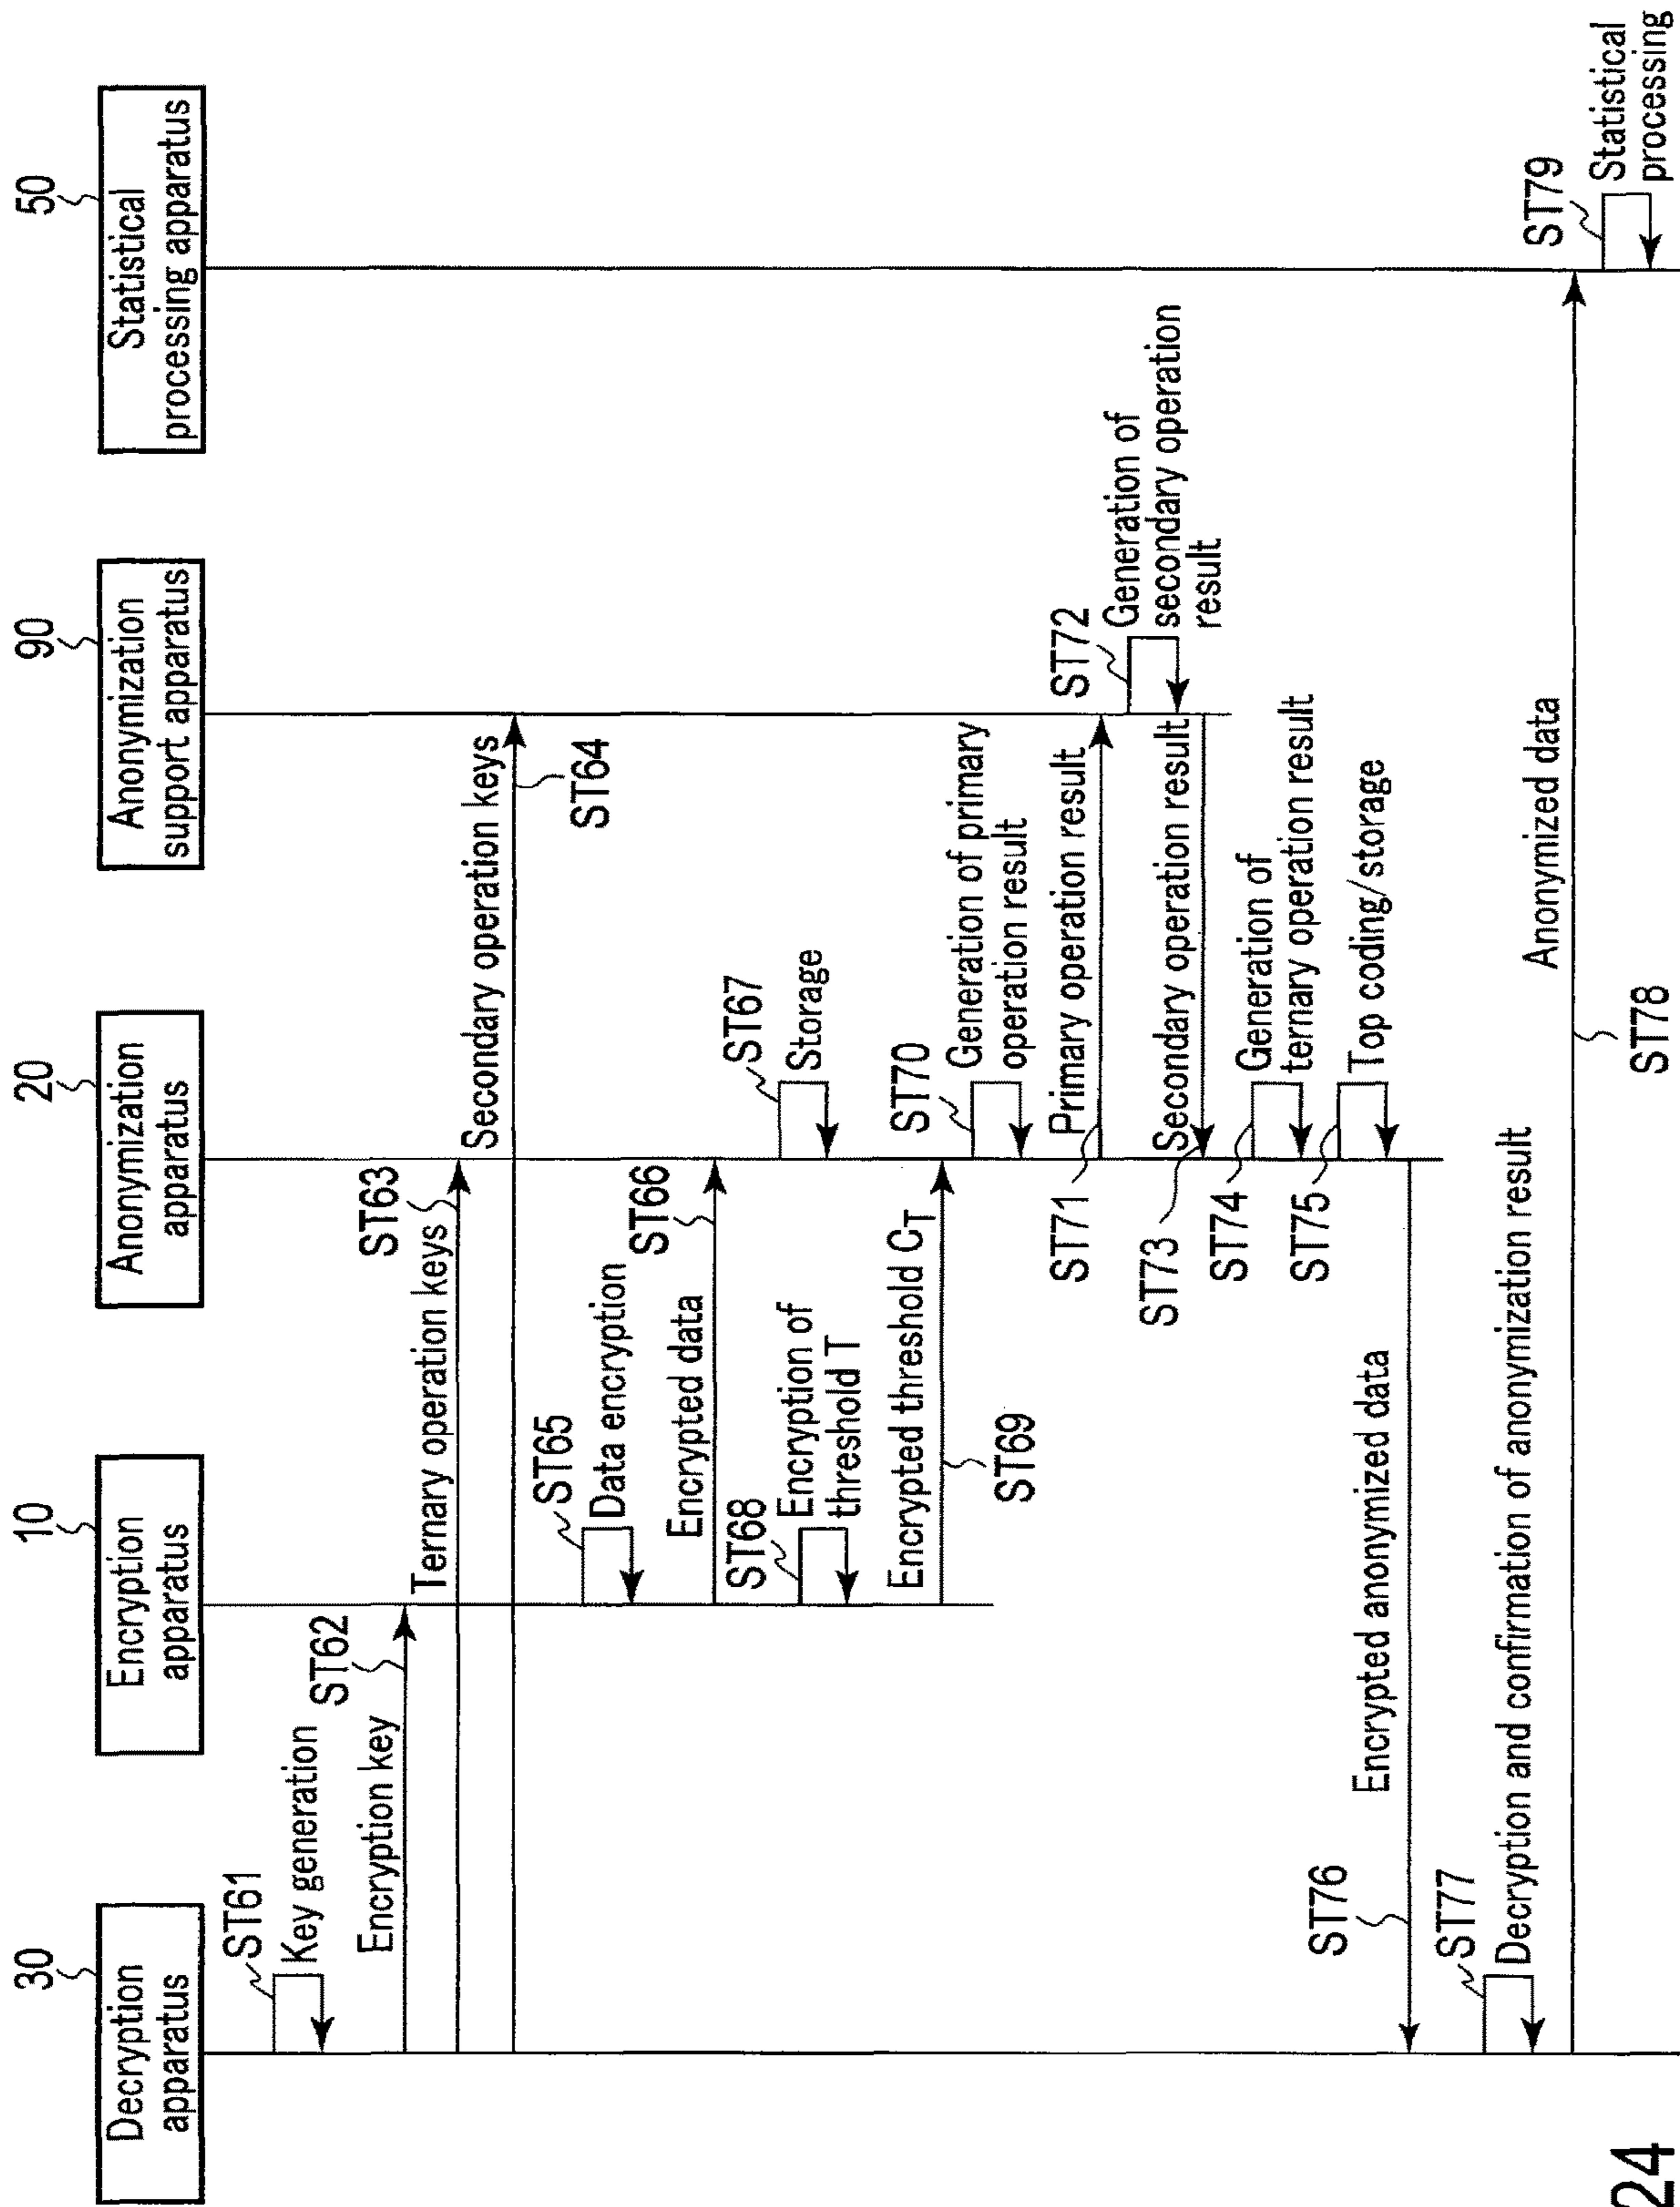 30
Decryption
apparatus
10
Encryption
apparatus
20
Anonymization
apparatus
90
Anonymization
support apparatus
50
Statistical
processing apparatus
ST61
Key generation
Encryption key
ST62
Ternary operation keys
ST63
Secondary operation keys
ST64
ST65
Data encryption
Encrypted data
ST66
ST67
Storage
ST68
Encryption of
threshold T
Encrypted threshold CT
ST69
ST70
Generation of primary
operation result
Primary operation result
ST71
ST72
Generation of
secondary operation
result
Secondary operation result
ST73
ST74
Generation of
ternary operation result
ST75
Top coding/storage
Encrypted anonymized data
ST76
ST77
Decryption and confirmation of anonymization result
Anonymized data
ST78
ST79
Statistical
processing
24